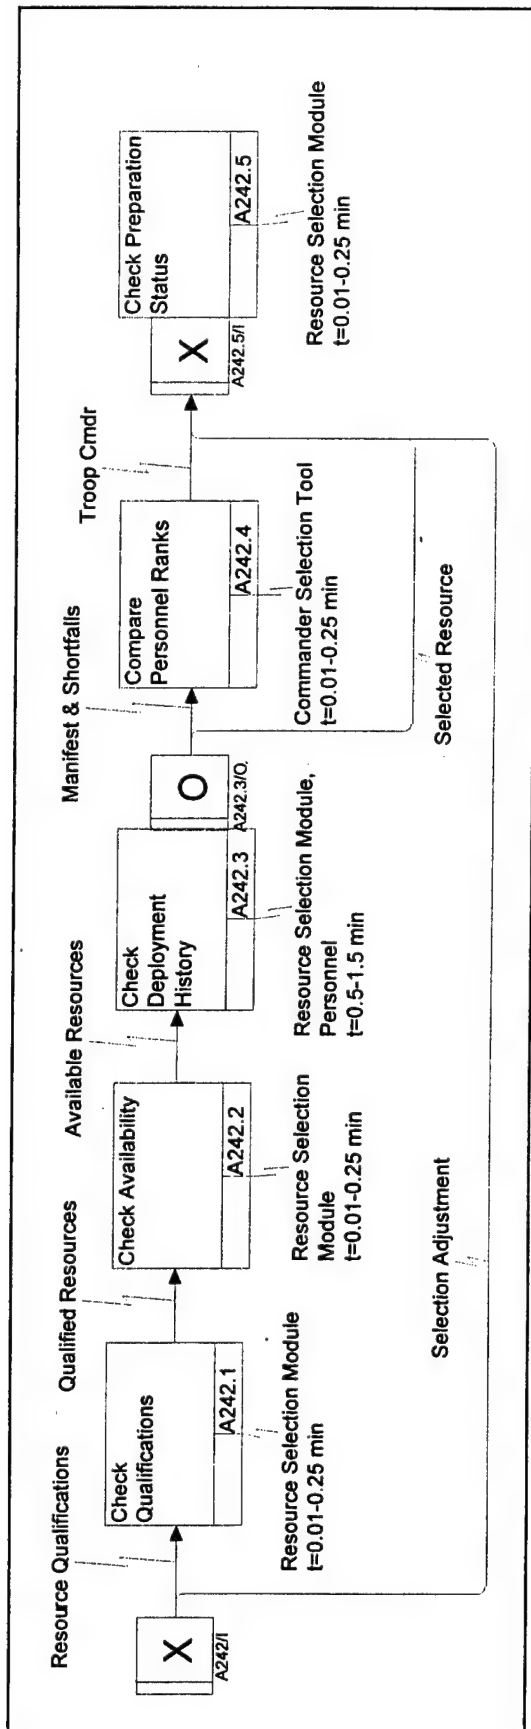 Resource Qualifications
X
A242/I
Check
Qualifications
A242.1
Resource Selection Module
t=0.01-0.25 min
Qualified Resources
Check Availability
A242.2
Resource Selection
Module
t=0.01-0.25 min
Available Resources
Check
Deployment
History
A242.3
Resource Selection Module,
Personnel
t=0.5-1.5 min
O
A242.3/O.
Manifest & Shortfalls
Compare
Personnel Ranks
A242.4
Commander Selection Tool
t=0.01-0.25 min
Troop Cmdr
X
A242.5/I
Check Preparation
Status
A242.5
Resource Selection Module
t=0.01-0.25 min
Selected Resource
Selection Adjustment